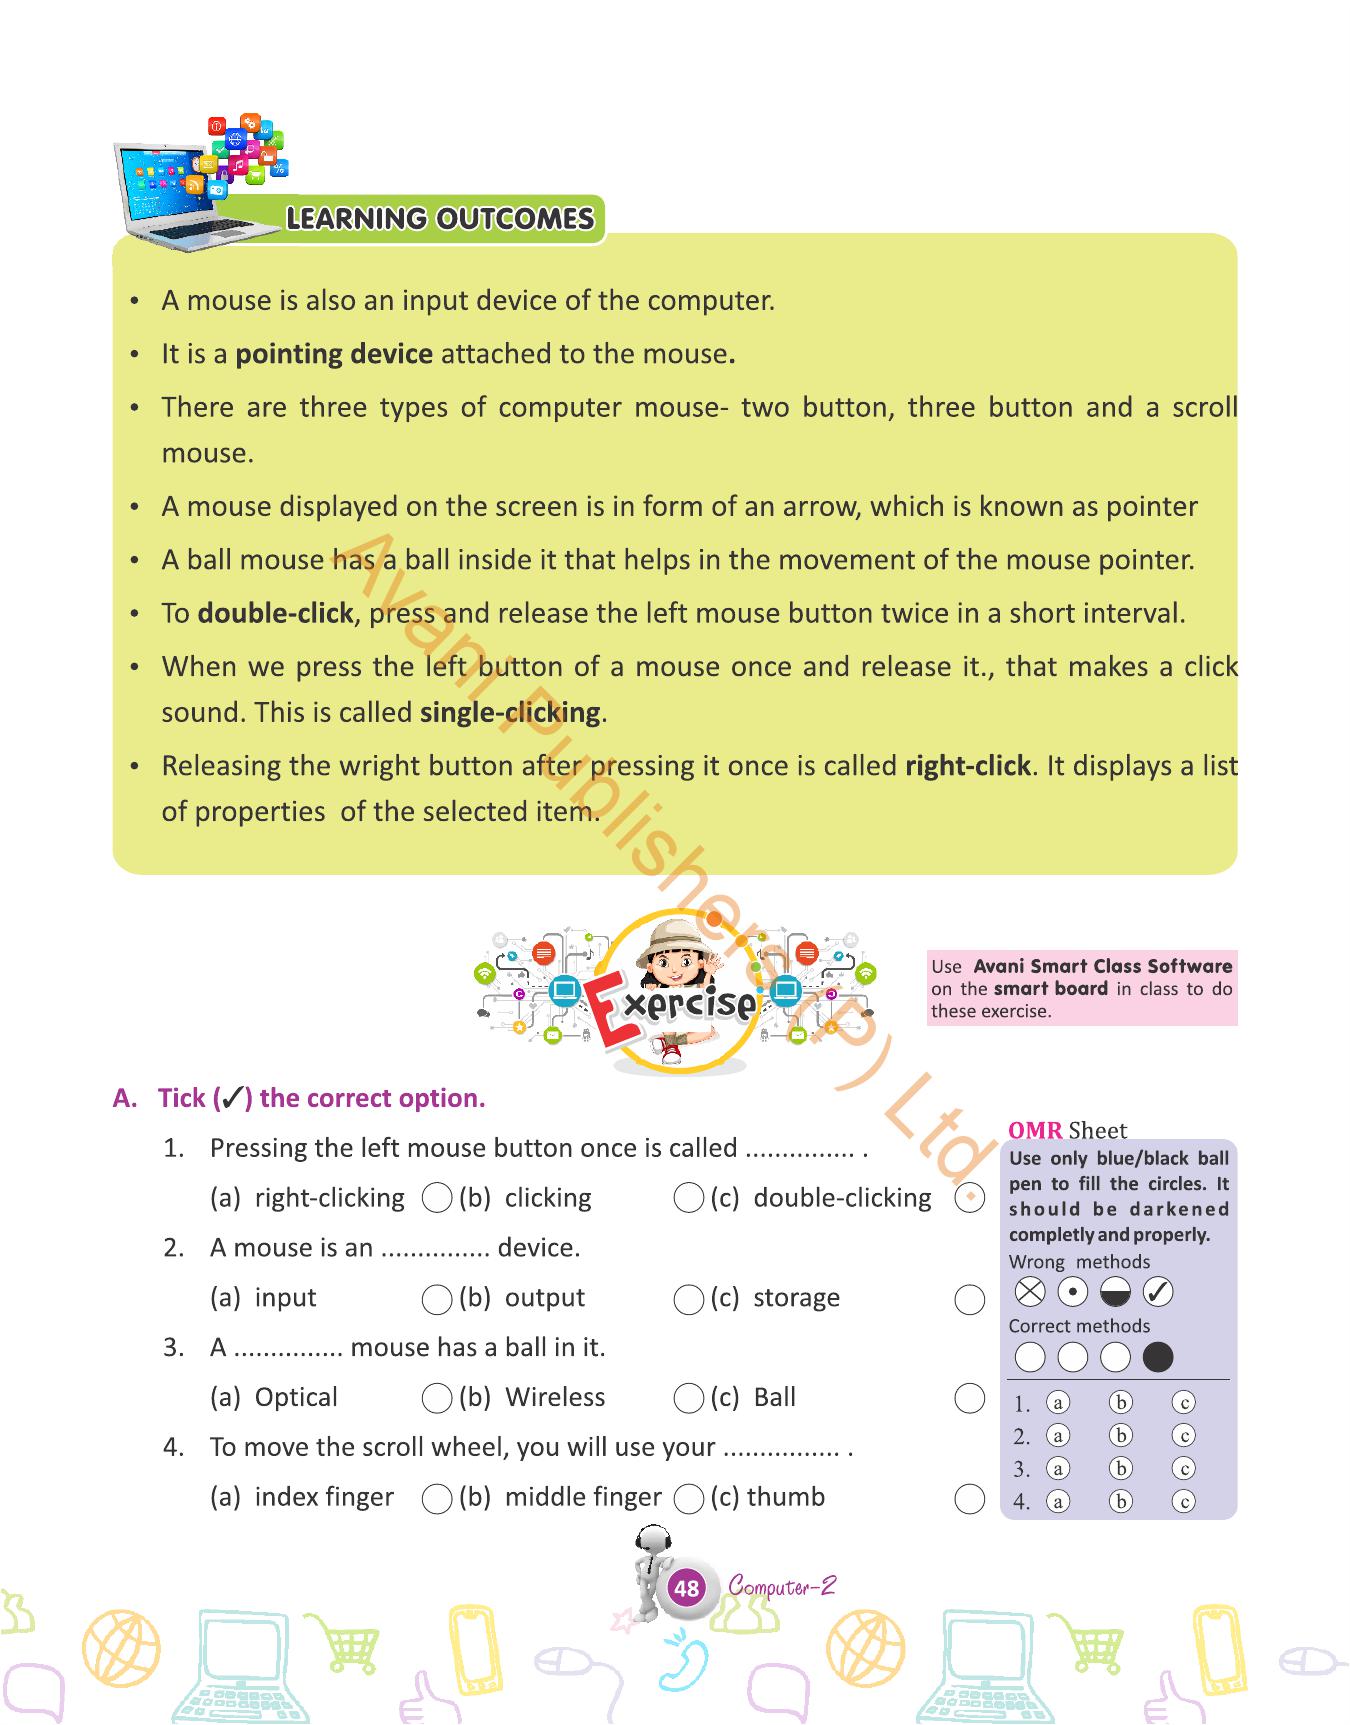 LEARNING OUTCOMES
• A mouse is also an input device of the computer.
• It is a pointing device attached to the mouse.
• There are three types of computer mouse- two button, three button and a scroll
mouse.
• A mouse displayed on the screen is in form of an arrow, which is known as pointer
• A ball mouse has a ball inside it that helps in the movement of the mouse pointer.
• To double-click, press and release the left mouse button twice in a short interval.
• When we press the left button of a mouse once and release it., that makes a click
sound. This is called single-clicking.
• Releasing the wright button after pressing it once is called right-click. It displays a list
of properties of the selected item.
Avani Publishers (P) Ltd.
Exercise
Use Avani Smart Class Software
on the smart board in class to do
these exercise.
A. Tick (✓) the correct option.
1. Pressing the left mouse button once is called ............... .
(a) right-clicking (b) clicking (c) double-clicking
2. A mouse is an ............... device.
(a) input (b) output (c) storage
3. A ............... mouse has a ball in it.
(a) Optical (b) Wireless (c) Ball
4. To move the scroll wheel, you will use your ................ .
(a) index finger (b) middle finger (c) thumb
OMR Sheet
Use only blue/black ball
pen to fill the circles. It
should be darkened
completly and properly.
Wrong methods
Correct methods
1. a b c
2. a b c
3. a b c
4. a b c
48 Computer-2